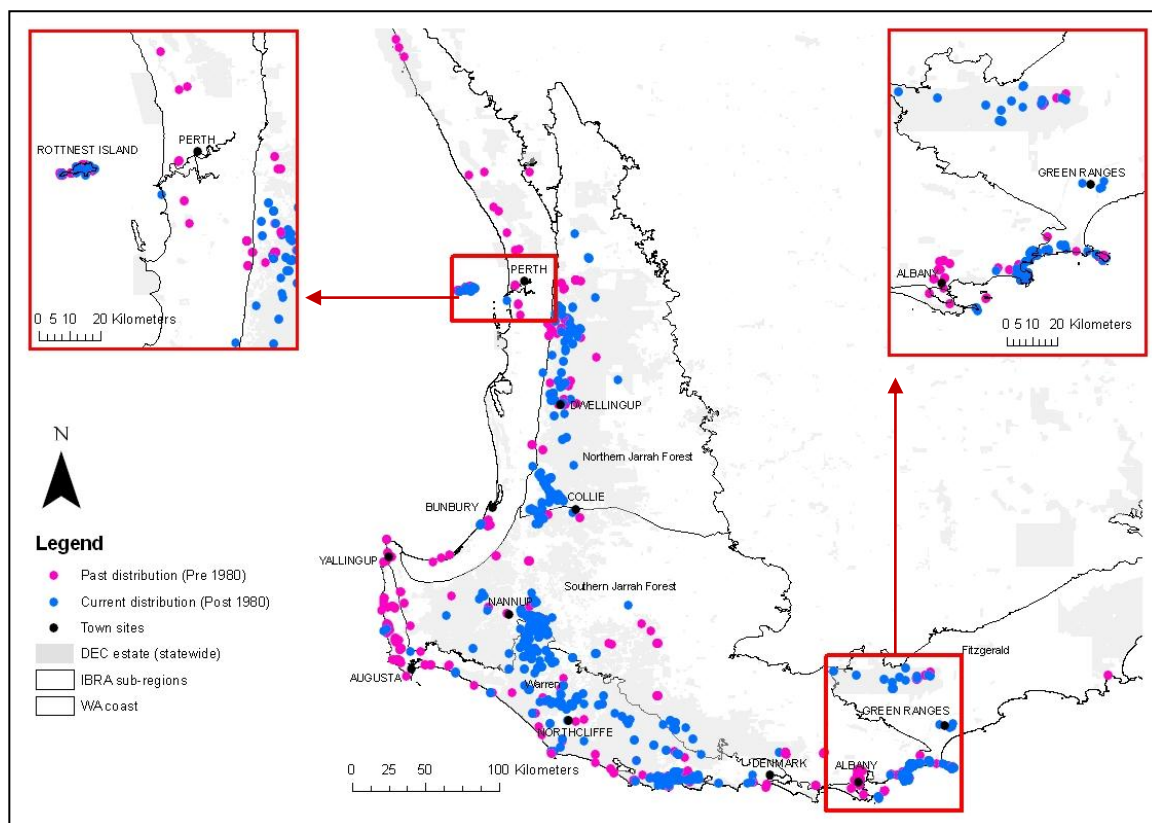 ROTTNEST ISLAND
PERTH
0 5 10 20 Kilometers
GREEN RANGES
ALBANY
0 5 10 20 Kilometers
PERTH
DWELLINGUP
Northern Jarrah Forest
BUNBURY
COLLIE
YALLINGUP
Southern Jarrah Forest
NANNUP
AUGUSTA
Warren
NORTHCLIFFE
DENMARK
ALBANY
Fitzgerald
GREEN RANGES
0 25 50 100 Kilometers
N
Legend
Past distribution (Pre 1980)
Current distribution (Post 1980)
Town sites
DEC estate (statewide)
IBRA sub-regions
WA coast